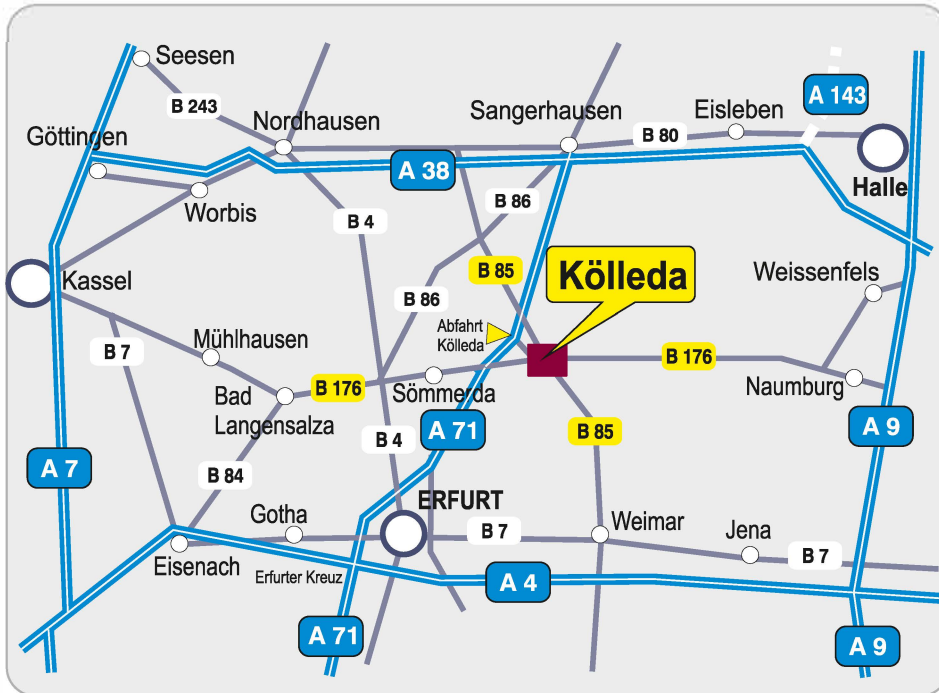 Seesen
B 243
A 143
Göttingen
Nordhausen
Sangerhausen
Eisleben
B 80
A 38
Halle
Worbis
B 4
B 86
B 85
Kölleda
Weissenfels
Kassel
B 86
Abfahrt
Kölleda
B 7
Mühlhausen
B 176
B 176
Bad
Langensalza
Sömmerda
Naumburg
A 71
B 85
A 9
B 4
A 7
B 84
ERFURT
Gotha
B 7
Weimar
Jena
B 7
Eisenach
Erfurter Kreuz
A 4
A 71
A 9